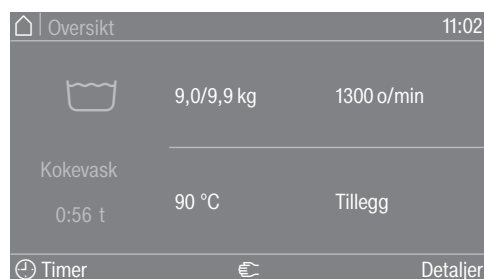 Oversikt 11:02
9,0/9,9 kg 1300 o/min
Kokevask
0:56 t
90 °C Tillegg
Timer Detaljer